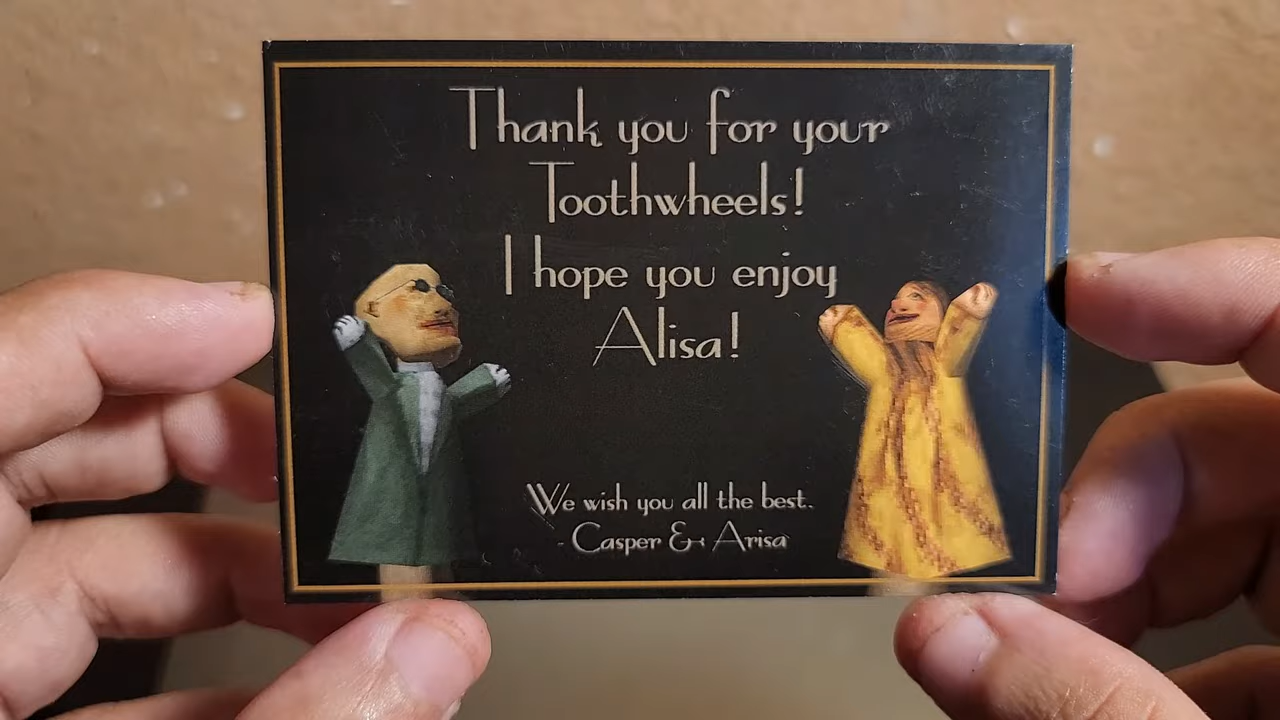 Thank you for your
Toothwheels!
I hope you enjoy
Alisa!
We wish you all the best.
- Casper & Arisa